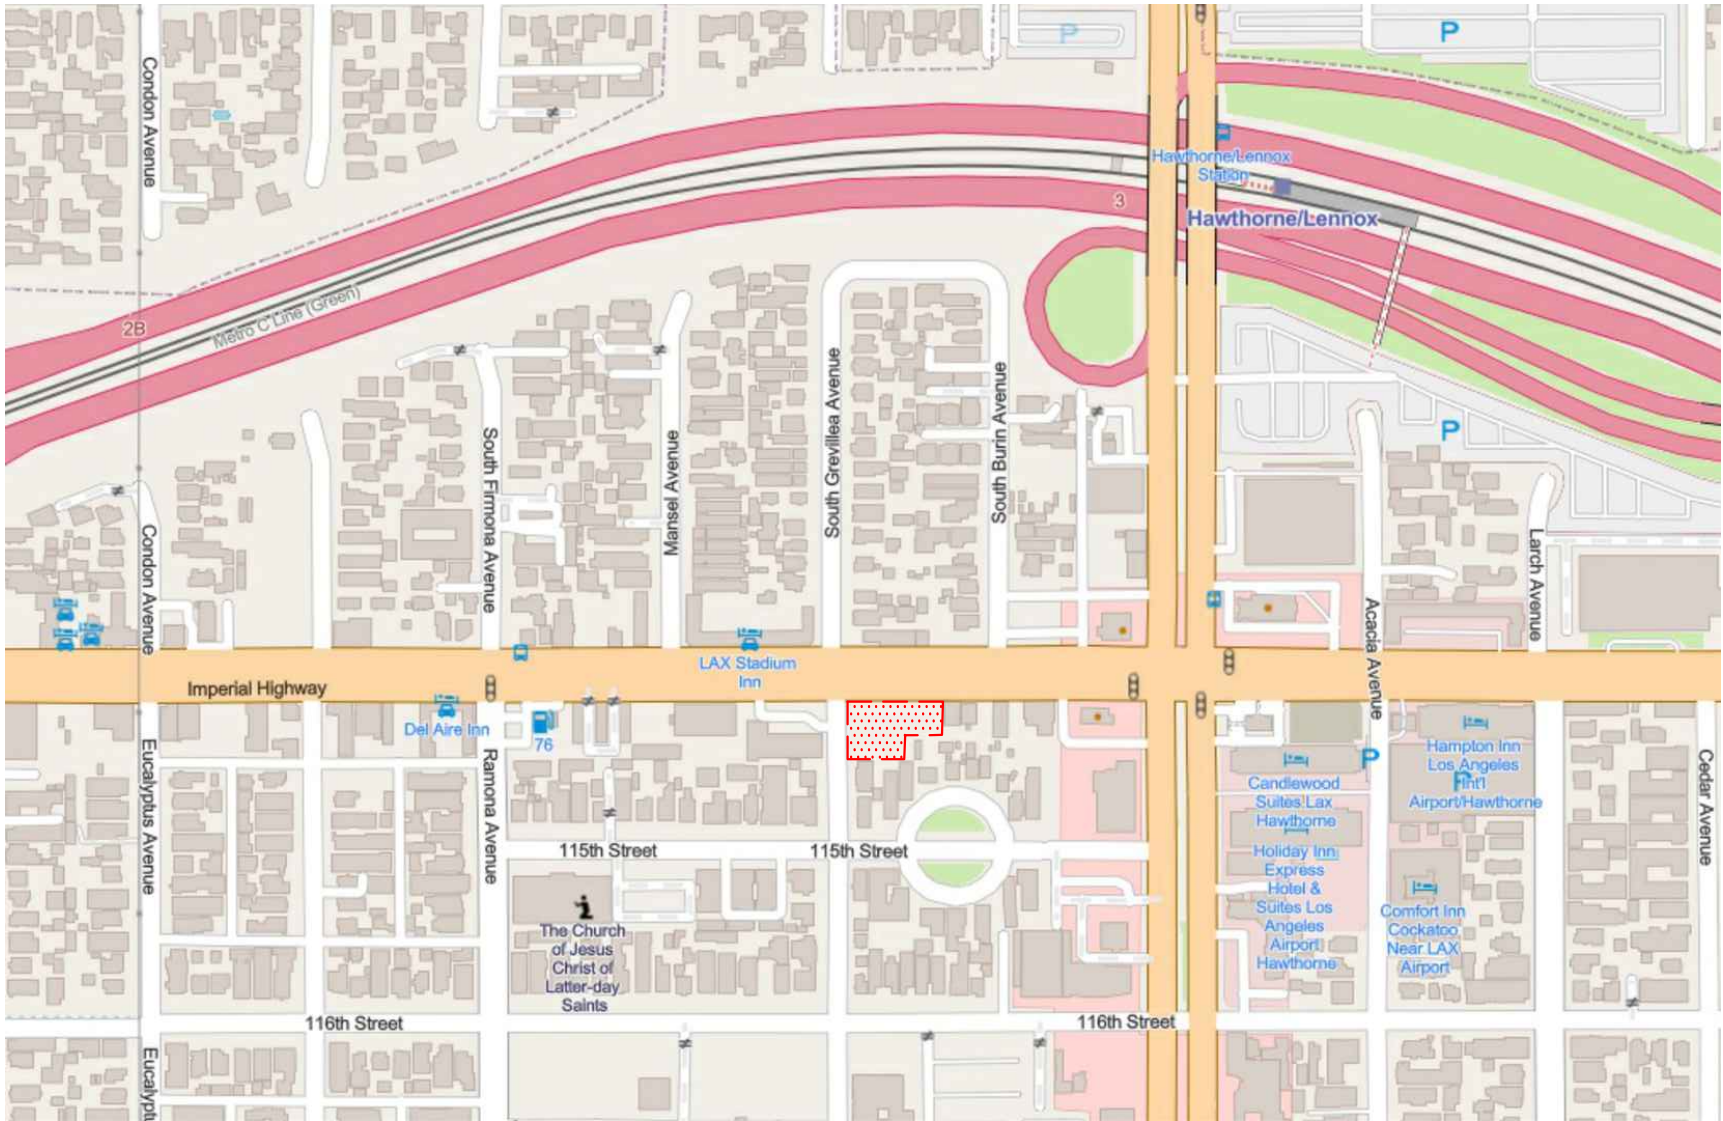 P
P
Condon Avenue
Hawthorne/Lennox
Station
3
Hawthorne/Lennox
2B
Metro C Line (Green)
South Grevillea Avenue
South Burin Avenue
P
South Firmona Avenue
Mansel Avenue
Condon Avenue
Larch Avenue
Acacia Avenue
LAX Stadium
Inn
Imperial Highway
Del Aire Inn
76
Eucalyptus Avenue
Ramona Avenue
Hampton Inn
Los Angeles
Int'l
Airport/Hawthorne
P
P
Candlewood
Suites Lax
Hawthorne
Cedar Avenue
115th Street
115th Street
Holiday Inn
Express
Hotel &
Suites Los
Angeles
Airport
Hawthorne
Comfort Inn
Cockatoo
Near LAX
Airport
The Church
of Jesus
Christ of
Latter-day
Saints
116th Street
116th Street
Eucalyptu